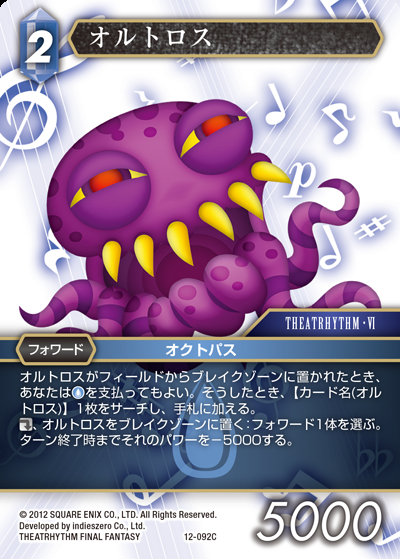 2
オルトロス
THEATRHYTHM・VI
フォワード
オクトパス
オルトロスがフィールドからブレイクゾーンに置かれたとき、
あなたは を支払ってもよい。そうしたとき、【カード名(オル
トロス)】1枚をサーチし、手札に加える。
、オルトロスをブレイクゾーンに置く:フォワード1体を選ぶ。
ターン終了時までそのパワーを－5000する。
© 2012 SQUARE ENIX CO., LTD. All Rights Reserved.
Developed by indieszero Co., Ltd.
THEATRHYTHM FINAL FANTASY
12-092C
5000